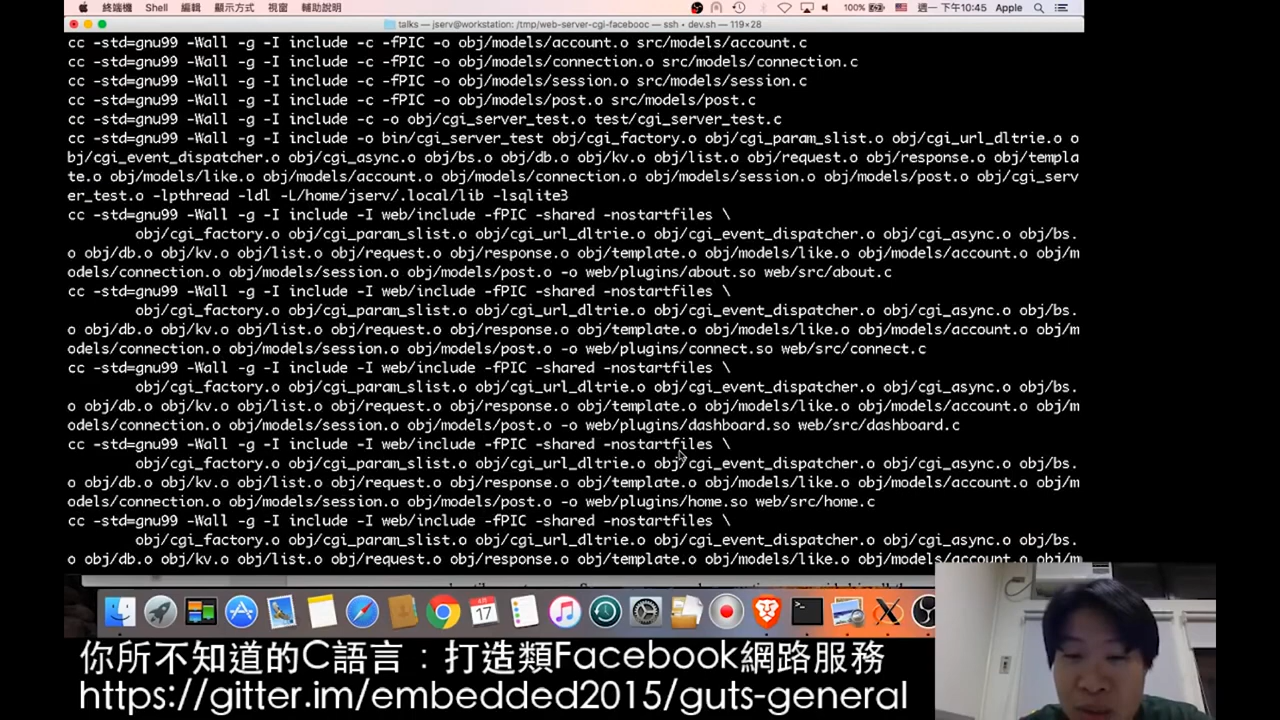 終端機 Shell 編輯 顯示方式 視窗 輔助說明 100% 週一 下午10:45 Apple
talks — jserv@workstation: /tmp/web-server-cgi-facebooc — ssh • dev.sh — 119×28
cc -std=gnu99 -Wall -g -I include -c -fPIC -o obj/models/account.o src/models/account.c
cc -std=gnu99 -Wall -g -I include -c -fPIC -o obj/models/connection.o src/models/connection.c
cc -std=gnu99 -Wall -g -I include -c -fPIC -o obj/models/session.o src/models/session.c
cc -std=gnu99 -Wall -g -I include -c -fPIC -o obj/models/post.o src/models/post.c
cc -std=gnu99 -Wall -g -I include -c -o obj/cgi_server_test.o test/cgi_server_test.c
cc -std=gnu99 -Wall -g -I include -o bin/cgi_server_test obj/cgi_factory.o obj/cgi_param_slist.o obj/cgi_url_dltrie.o o
bj/cgi_event_dispatcher.o obj/cgi_async.o obj/bs.o obj/db.o obj/kv.o obj/list.o obj/request.o obj/response.o obj/templa
te.o obj/models/like.o obj/models/account.o obj/models/connection.o obj/models/session.o obj/models/post.o obj/cgi_serv
er_test.o -lpthread -ldl -L/home/jserv/.local/lib -lsqlite3
cc -std=gnu99 -Wall -g -I include -I web/include -fPIC -shared -nostartfiles \
obj/cgi_factory.o obj/cgi_param_slist.o obj/cgi_url_dltrie.o obj/cgi_event_dispatcher.o obj/cgi_async.o obj/bs.
o obj/db.o obj/kv.o obj/list.o obj/request.o obj/response.o obj/template.o obj/models/like.o obj/models/account.o obj/m
odels/connection.o obj/models/session.o obj/models/post.o -o web/plugins/about.so web/src/about.c
cc -std=gnu99 -Wall -g -I include -I web/include -fPIC -shared -nostartfiles \
obj/cgi_factory.o obj/cgi_param_slist.o obj/cgi_url_dltrie.o obj/cgi_event_dispatcher.o obj/cgi_async.o obj/bs.
o obj/db.o obj/kv.o obj/list.o obj/request.o obj/response.o obj/template.o obj/models/like.o obj/models/account.o obj/m
odels/connection.o obj/models/session.o obj/models/post.o -o web/plugins/connect.so web/src/connect.c
cc -std=gnu99 -Wall -g -I include -I web/include -fPIC -shared -nostartfiles \
obj/cgi_factory.o obj/cgi_param_slist.o obj/cgi_url_dltrie.o obj/cgi_event_dispatcher.o obj/cgi_async.o obj/bs.
o obj/db.o obj/kv.o obj/list.o obj/request.o obj/response.o obj/template.o obj/models/like.o obj/models/account.o obj/m
odels/connection.o obj/models/session.o obj/models/post.o -o web/plugins/dashboard.so web/src/dashboard.c
cc -std=gnu99 -Wall -g -I include -I web/include -fPIC -shared -nostartfiles \
obj/cgi_factory.o obj/cgi_param_slist.o obj/cgi_url_dltrie.o obj/cgi_event_dispatcher.o obj/cgi_async.o obj/bs.
o obj/db.o obj/kv.o obj/list.o obj/request.o obj/response.o obj/template.o obj/models/like.o obj/models/account.o obj/m
odels/connection.o obj/models/session.o obj/models/post.o -o web/plugins/home.so web/src/home.c
cc -std=gnu99 -Wall -g -I include -I web/include -fPIC -shared -nostartfiles \
obj/cgi_factory.o obj/cgi_param_slist.o obj/cgi_url_dltrie.o obj/cgi_event_dispatcher.o obj/cgi_async.o obj/bs.
o obj/db.o obj/kv.o obj/list.o obj/request.o obj/response.o obj/template.o obj/models/like.o obj/models/account.o obj/m
17
你所不知道的C語言：打造類Facebook網路服務
https://gitter.im/embedded2015/guts-general